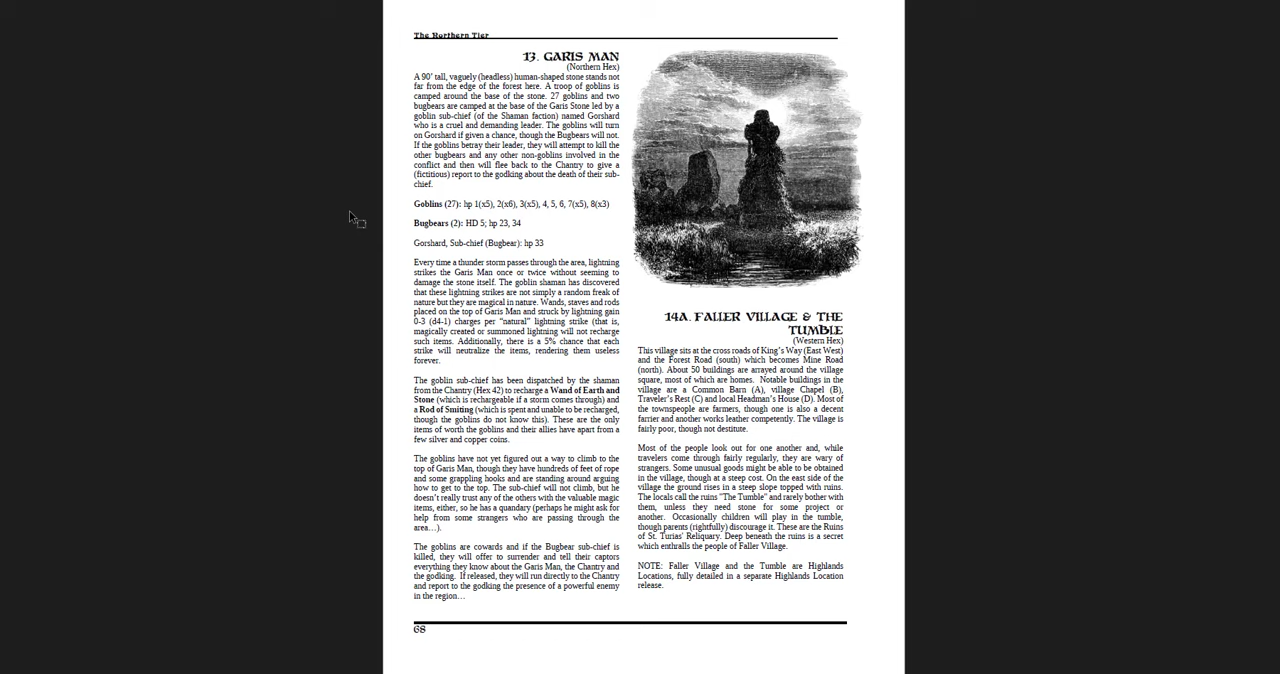 The Northern Tier
13. GARIS MAN
(Northern Hex)
A 90' tall, vaguely (headless) human-shaped stone stands not
far from the edge of the forest here. A troop of goblins is
camped around the base of the stone. 27 goblins and two
bugbears are camped at the base of the Garis Stone led by a
goblin sub-chief (of the Shaman faction) named Gorshard
who is a cruel and demanding leader. The goblins will turn
on Gorshard if given a chance, though the Bugbears will not.
If the goblins betray their leader, they will attempt to kill the
other bugbears and any other non-goblins involved in the
conflict and then will flee back to the Chantry to give a
(fictitious) report to the godking about the death of their sub-
chief.
Goblins (27): hp 1(x5), 2(x6), 3(x5), 4, 5, 6, 7(x5), 8(x3)
Bugbears (2): HD 5; hp 23, 34
Gorshard, Sub-chief (Bugbear): hp 33
Every time a thunder storm passes through the area, lightning
strikes the Garis Man once or twice without seeming to
damage the stone itself. The goblin shaman has discovered
that these lightning strikes are not simply a random freak of
nature but they are magical in nature. Wands, staves and rods
placed on the top of Garis Man and struck by lightning gain
0-3 (d4-1) charges per “natural” lightning strike (that is,
magically created or summoned lightning will not recharge
such items. Additionally, there is a 5% chance that each
strike will neutralize the items, rendering them useless
forever.
The goblin sub-chief has been dispatched by the shaman
from the Chantry (Hex 42) to recharge a Wand of Earth and
Stone (which is rechargeable if a storm comes through) and
a Rod of Smiting (which is spent and unable to be recharged,
though the goblins do not know this). These are the only
items of worth the goblins and their allies have apart from a
few silver and copper coins.
The goblins have not yet figured out a way to climb to the
top of Garis Man, though they have hundreds of feet of rope
and some grappling hooks and are standing around arguing
how to get to the top. The sub-chief will not climb, but he
doesn’t really trust any of the others with the valuable magic
items, either, so he has a quandary (perhaps he might ask for
help from some strangers who are passing through the
area…).
The goblins are cowards and if the Bugbear sub-chief is
killed, they will offer to surrender and tell their captors
everything they know about the Garis Man, the Chantry and
the godking. If released, they will run directly to the Chantry
and report to the godking the presence of a powerful enemy
in the region…
14A. FALLER VILLAGE & THE
TUMBLE
(Western Hex)
This village sits at the cross roads of King’s Way (East West)
and the Forest Road (south) which becomes Mine Road
(north). About 50 buildings are arrayed around the village
square, most of which are homes. Notable buildings in the
village are a Common Barn (A), village Chapel (B),
Traveler’s Rest (C) and local Headman’s House (D). Most of
the townspeople are farmers, though one is also a decent
farrier and another works leather competently. The village is
fairly poor, though not destitute.
Most of the people look out for one another and, while
travelers come through fairly regularly, they are wary of
strangers. Some unusual goods might be able to be obtained
in the village, though at a steep cost. On the east side of the
village the ground rises in a steep slope topped with ruins.
The locals call the ruins "The Tumble" and rarely bother with
them, unless they need stone for some project or
another. Occasionally children will play in the tumble,
though parents (rightfully) discourage it. These are the Ruins
of St. Turias' Reliquary. Deep beneath the ruins is a secret
which enthralls the people of Faller Village.
NOTE: Faller Village and the Tumble are Highlands
Locations, fully detailed in a separate Highlands Location
release.
68